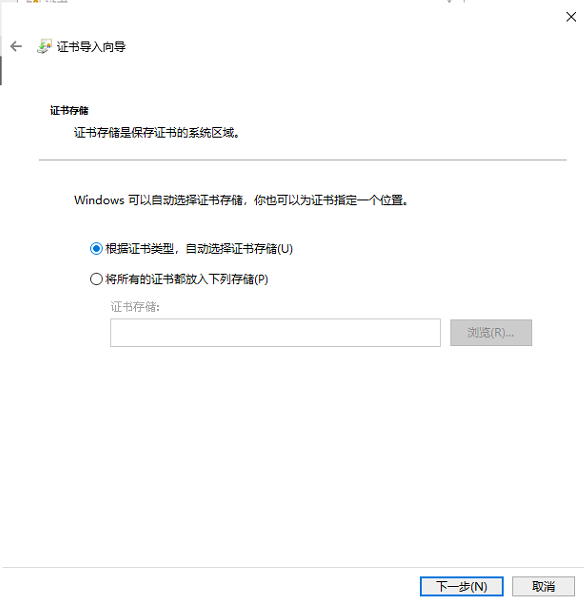 证书导入向导
证书存储
证书存储是保存证书的系统区域。
Windows 可以自动选择证书存储，你也可以为证书指定一个位置。
根据证书类型，自动选择证书存储(U)
将所有的证书都放入下列存储(P)
证书存储:
浏览(R)...
下一步(N)
取消